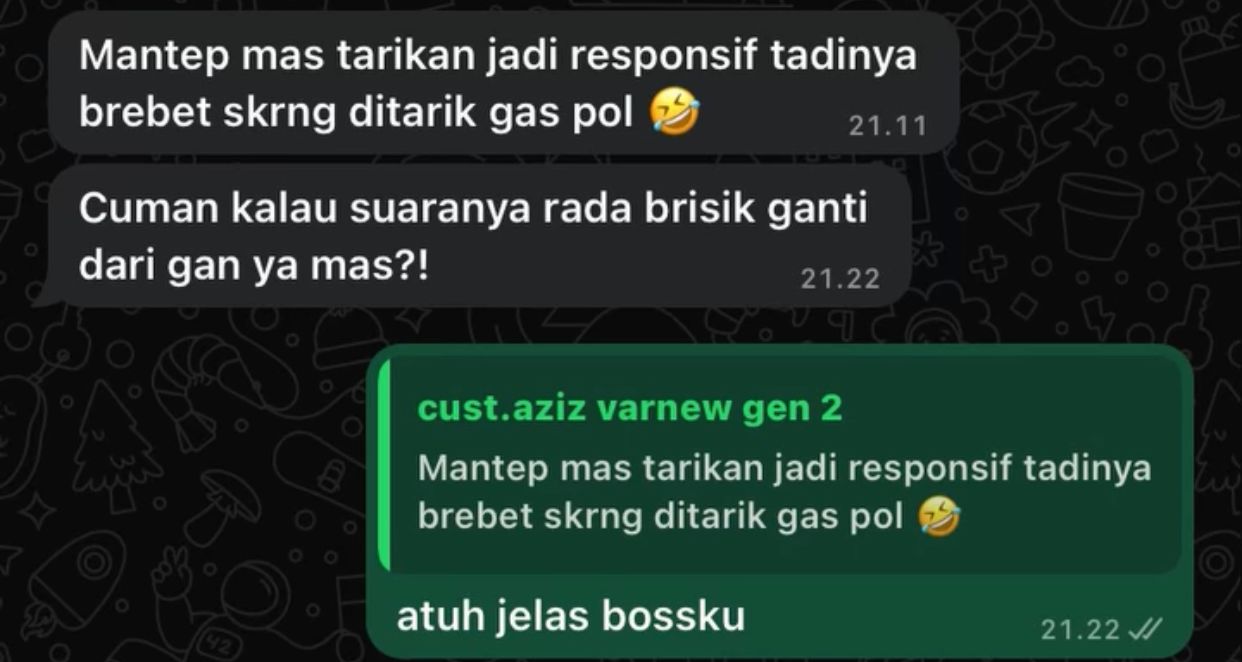 Mantep mas tarikan jadi responsif tadinya
brebet skrng ditarik gas pol 🤣
21.11
Cuman kalau suaranya rada brisik ganti
dari gan ya mas?!
21.22
cust.aziz varnew gen 2
Mantep mas tarikan jadi responsif tadinya
brebet skrng ditarik gas pol 🤣
atuh jelas bossku
21.22